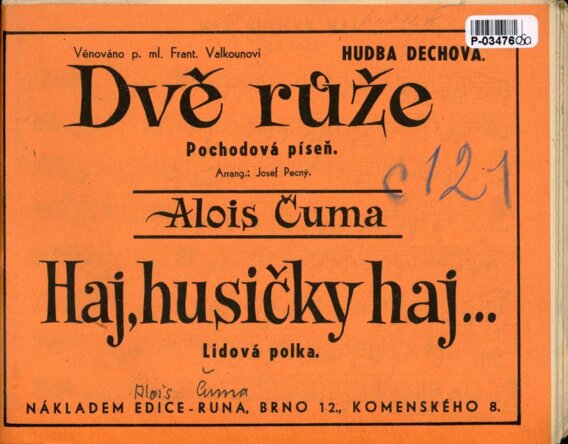 P-03476
Věnováno p. ml. Frant. Valkounovi
HUDBA DECHOVÁ.
Dvě růže
Pochodová píseň.
Arrang.: Josef Pecný.
c 121
Alois Čuma
Haj, husičky haj...
Lidová polka.
Alois Čuma
NÁKLADEM EDICE - RUNA, BRNO 12., KOMENSKÉHO 8.